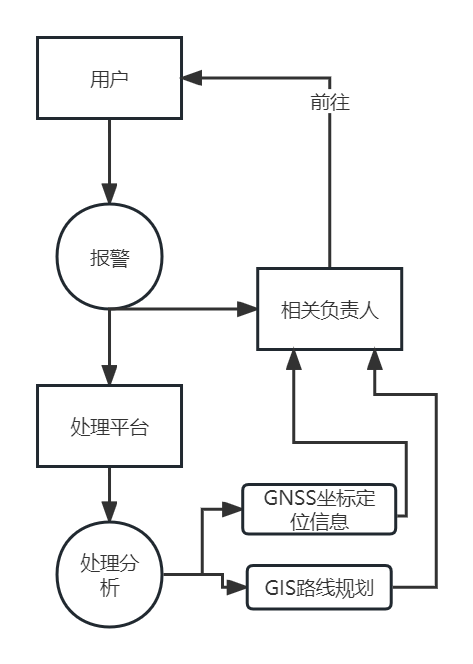 用户
前往
报警
相关负责人
处理平台
GNSS坐标定
位信息
处理分
析
GIS路线规划